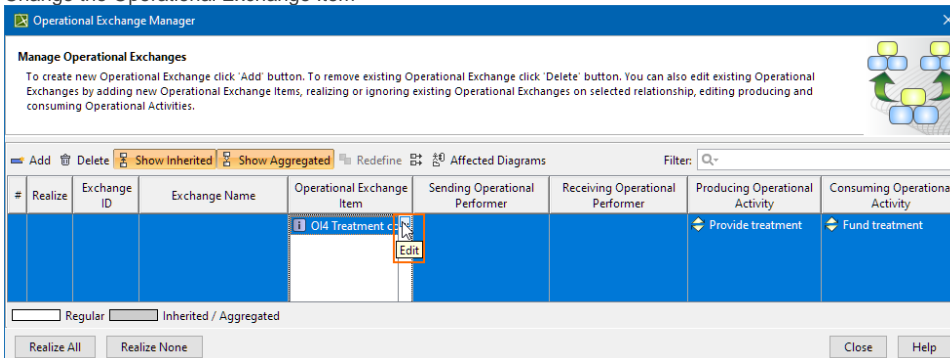 Change the Operational Exchange Item
Operational Exchange Manager
Manage Operational Exchanges
To create new Operational Exchange click 'Add' button. To remove existing Operational Exchange click 'Delete' button. You can also edit existing Operational
Exchanges by adding new Operational Exchange Items, realizing or ignoring existing Operational Exchanges on selected relationship, editing producing and
consuming Operational Activities.
Add Delete Show Inherited Show Aggregated Redefine Affected Diagrams Filter:
# Realize Exchange ID Exchange Name Operational Exchange Item Sending Operational Performer Receiving Operational Performer Producing Operational Activity Consuming Operationa Activity
OI4 Treatment c Provide treatment Fund treatment
Edit
Regular Inherited / Aggregated
Realize All Realize None Close Help